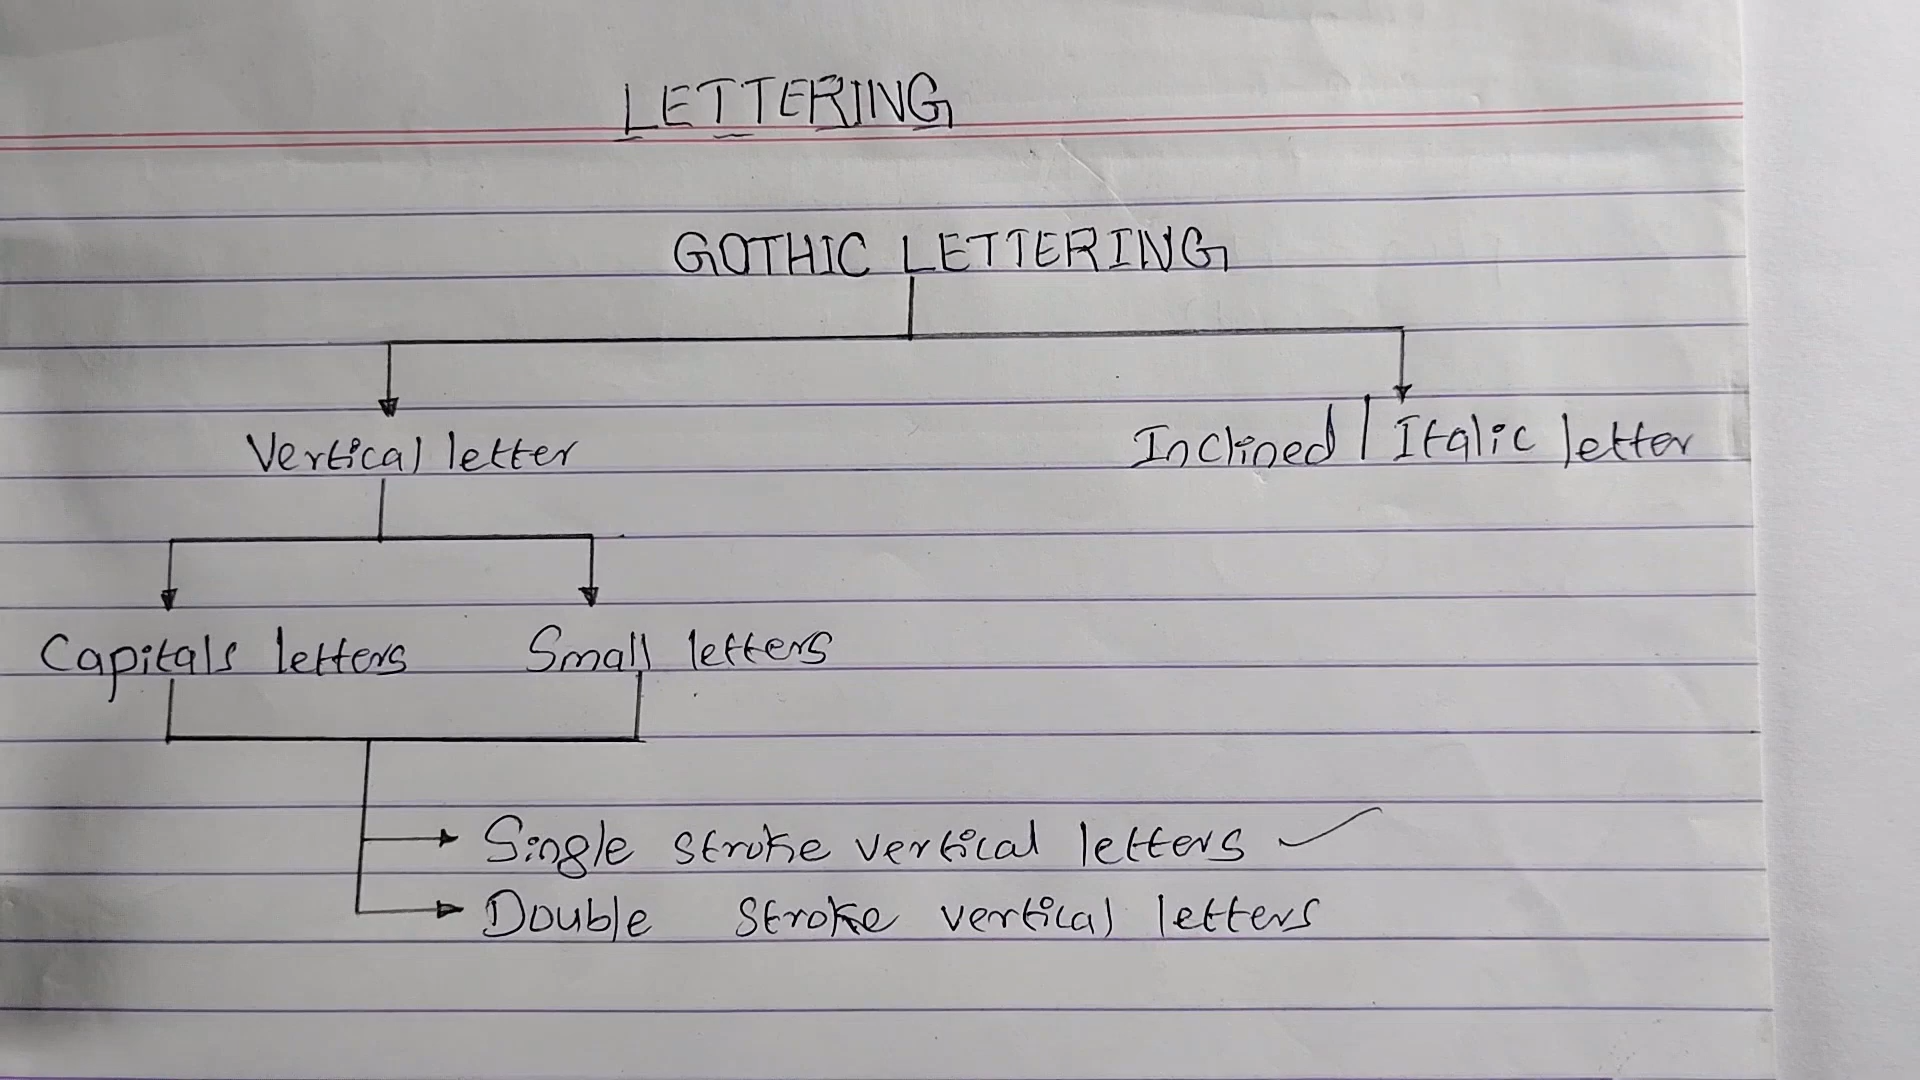 LETTERING
GOTHIC LETTERING
Vertical letter
Inclined / Italic letter
Capitals letters
Small letters
Single stroke vertical letters ✓
Double stroke vertical letters